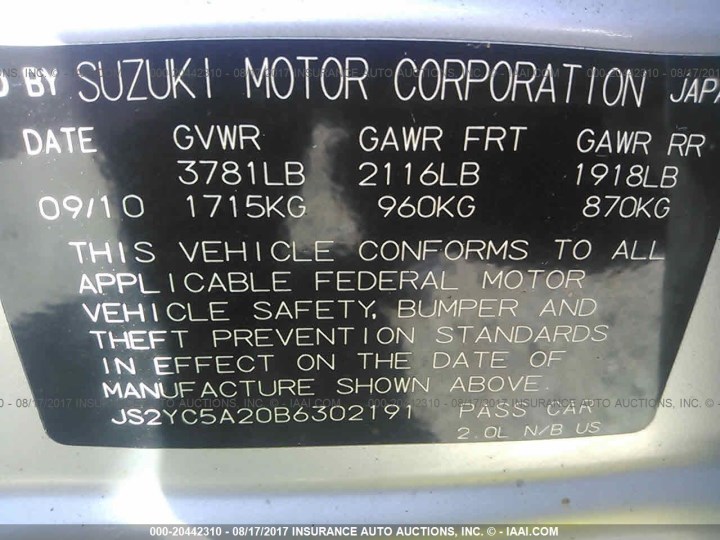 D BY SUZUKI MOTOR CORPORATION JAPA
DATE GVWR GAWR FRT GAWR RR
3781LB 2116LB 1918LB
09/10 1715KG 960KG 870KG
THIS VEHICLE CONFORMS TO ALL
APPLICABLE FEDERAL MOTOR
VEHICLE SAFETY, BUMPER AND
THEFT PREVENTION STANDARDS
IN EFFECT ON THE DATE OF
MANUFACTURE SHOWN ABOVE.
JS2YC5A20B6302191 PASS CAR
2.0L N/B US
000-20442310 - 08/17/2017 INSURANCE AUTO AUCTIONS CENTRE - © - IAAI.COM